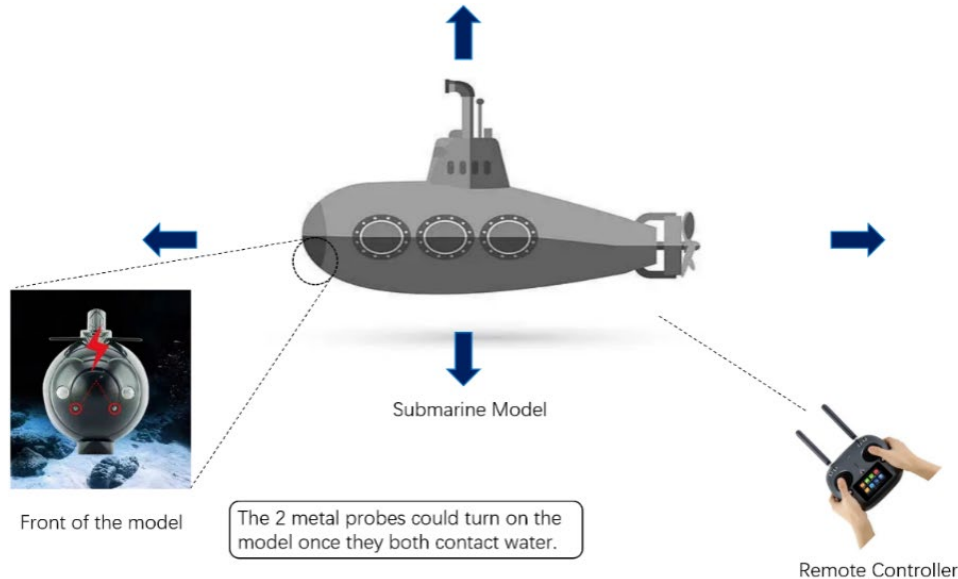 Submarine Model
Front of the model
The 2 metal probes could turn on the
model once they both contact water.
Remote Controller